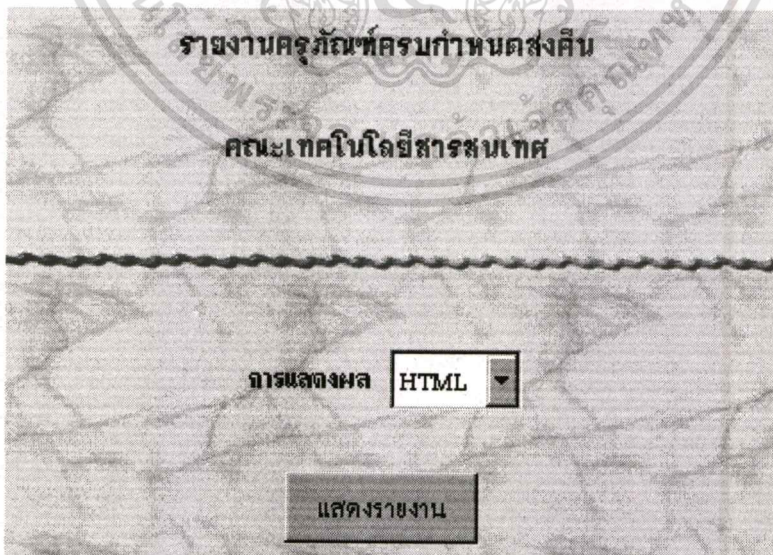 รายงานครุภัณฑ์ครบกำหนดส่งคืน
คณะเทคโนโลยีสารสนเทศ
การแสดงผล HTML
แสดงรายงาน